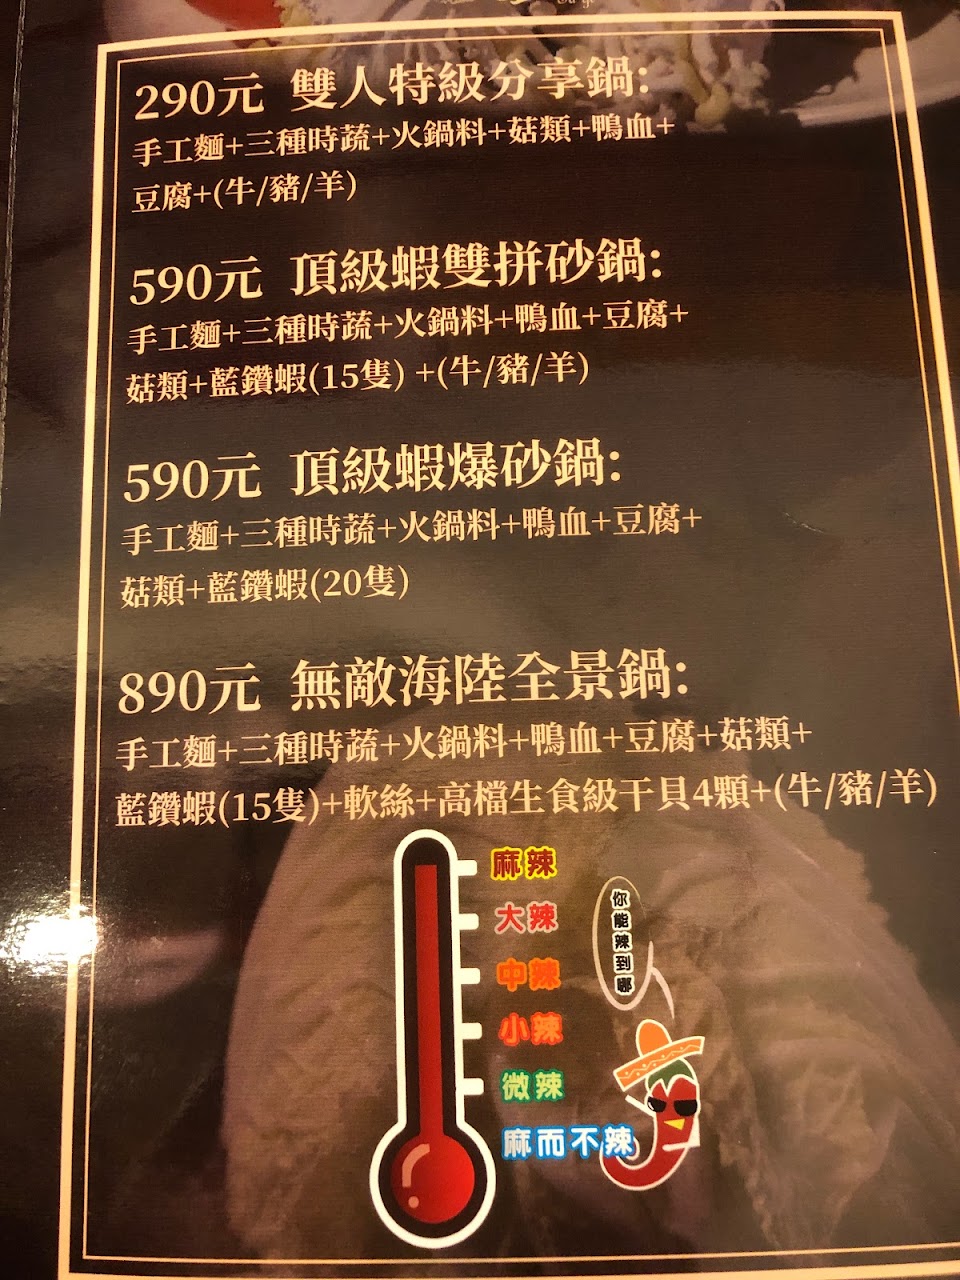 290元 雙人特級分享鍋:
手工麵+三種時蔬+火鍋料+菇類+鴨血+
豆腐+(牛/豬/羊)
590元 頂級蝦雙拼砂鍋:
手工麵+三種時蔬+火鍋料+鴨血+豆腐+
菇類+藍鑽蝦(15隻) +(牛/豬/羊)
590元 頂級蝦爆砂鍋:
手工麵+三種時蔬+火鍋料+鴨血+豆腐+
菇類+藍鑽蝦(20隻)
890元 無敵海陸全景鍋:
手工麵+三種時蔬+火鍋料+鴨血+豆腐+菇類+
藍鑽蝦(15隻)+軟絲+高檔生食級干貝4顆+(牛/豬/羊)
麻辣
大辣
中辣
小辣
微辣
麻而不辣
你能辣到哪